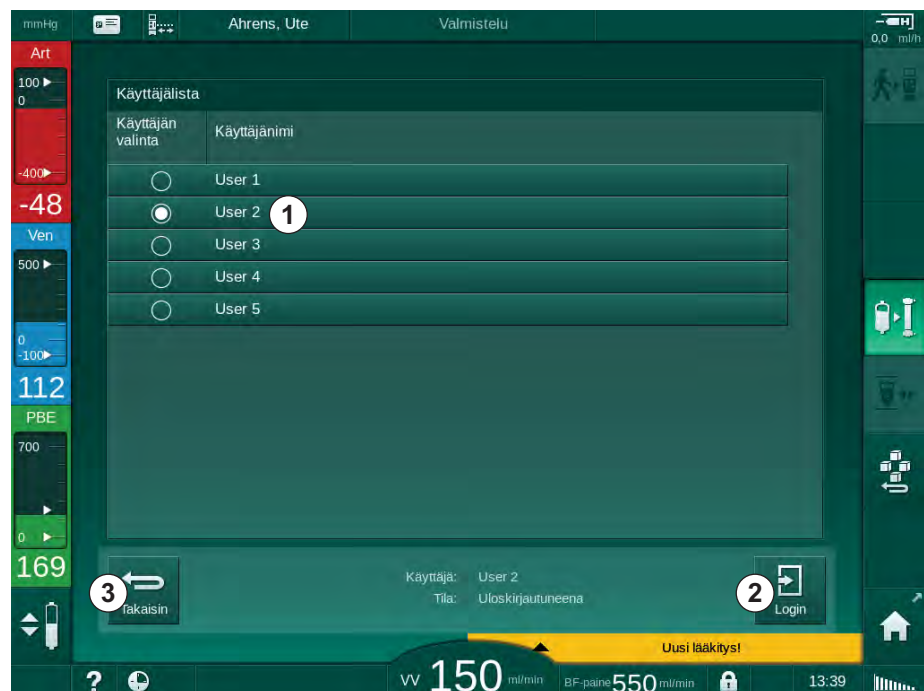 mmHg Ahrens, Ute Valmistelu 0,0 ml/h
Art
100
0
-400
-48
Ven
500
0
-100
112
PBE
700
0
169
Käyttäjälista
Käyttäjän valinta Käyttäjänimi
User 1
User 2 1
User 3
User 4
User 5
3 Takaisin
Käyttäjä: User 2
Tila: Uloskirjautuneena
2 Login
Uusi lääkitys!
? VV 150 ml/min BF-paine 550 ml/min 13:39